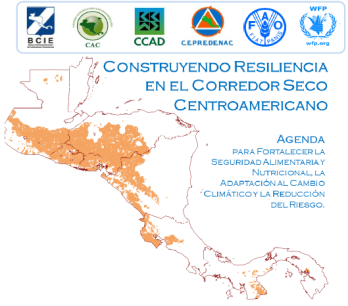 BCIE
CAC
CCAD
C.E.P.R.E.D.E.N.A.C.
FAO
FIAT PANIS
WFP
wfp.org
CONSTRUYENDO RESILIENCIA
EN EL CORREDOR SECO
CENTROAMERICANO
AGENDA
PARA FORTALECER LA
SEGURIDAD ALIMENTARIA Y
NUTRICIONAL, LA
ADAPTACIÓN AL CAMBIO
CLIMÁTICO Y LA REDUCCIÓN
DEL RIESGO.